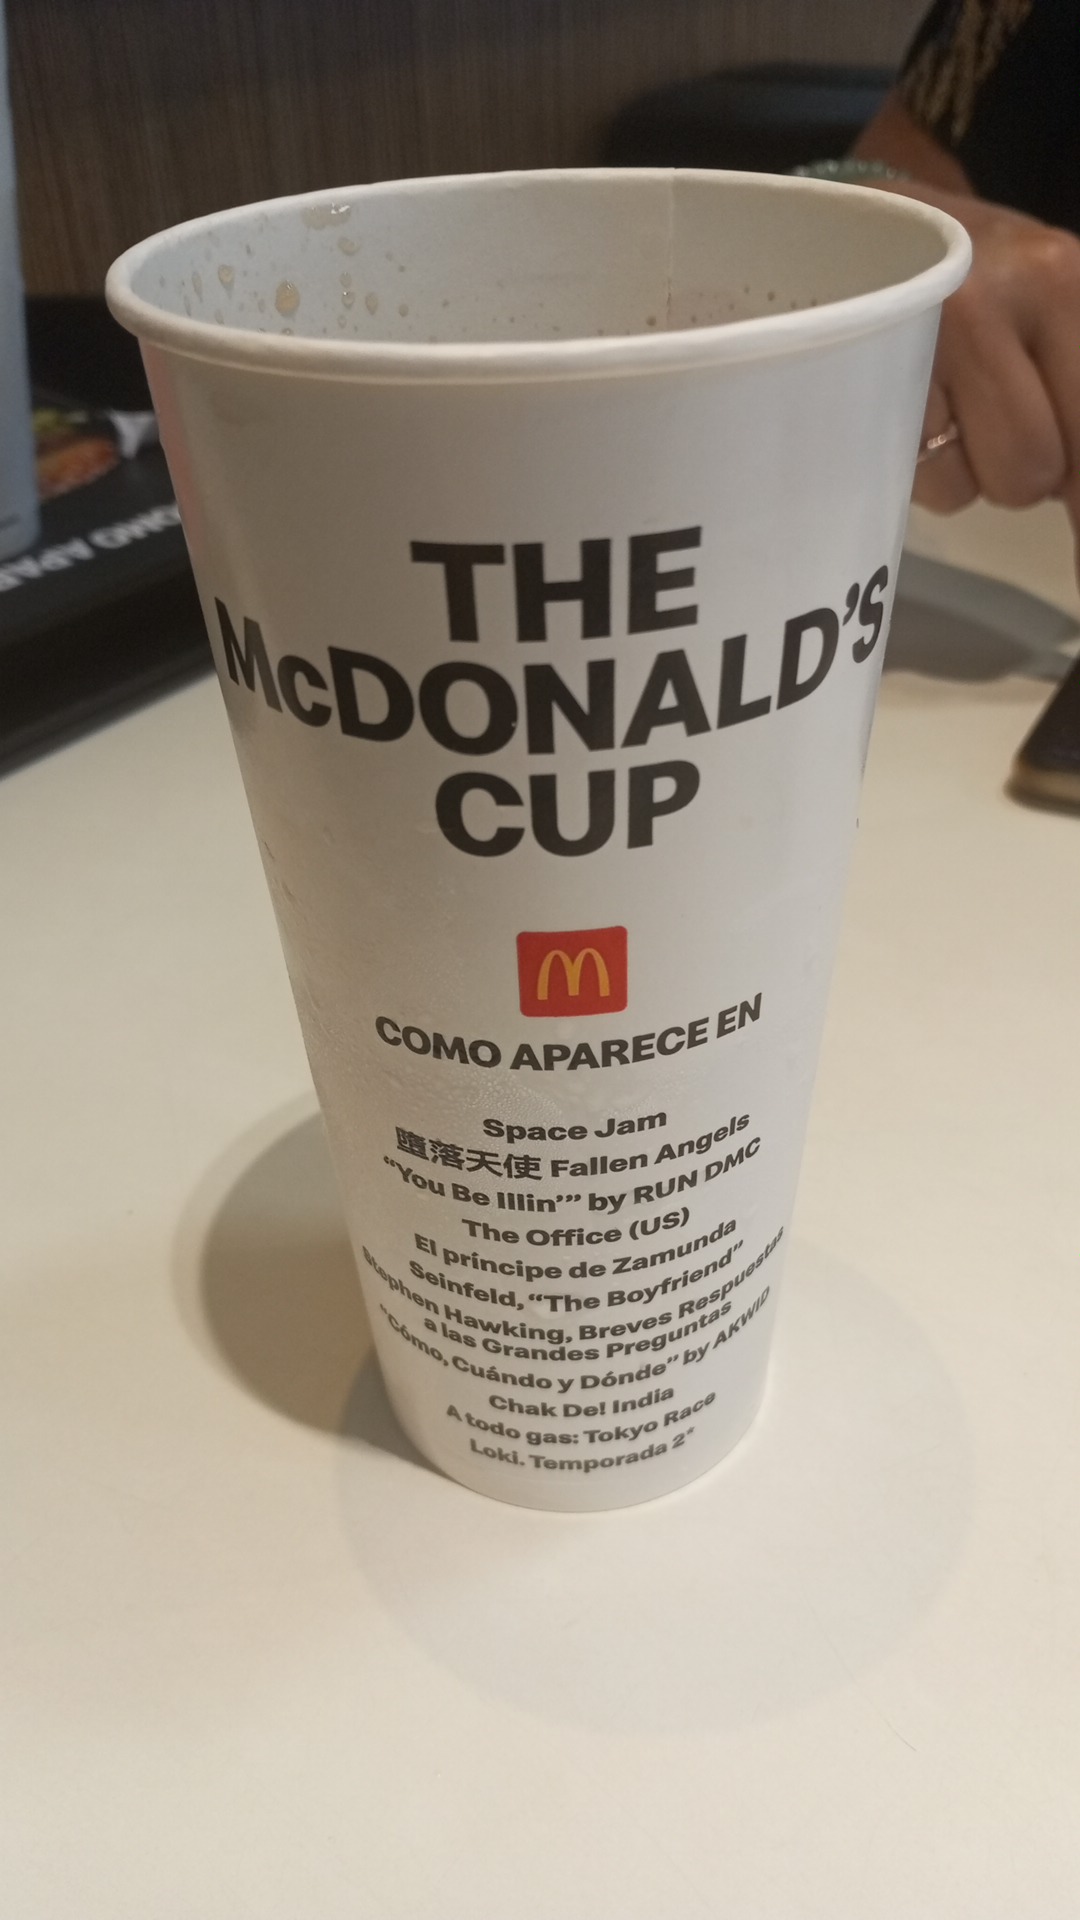 THE
McDONALD'S
CUP
M
COMO APARECE EN
Space Jam
墮落天使 Fallen Angels
“You Be Illin’” by RUN DMC
The Office (US)
El príncipe de Zamunda
Seinfeld, “The Boyfriend”
Stephen Hawking, Breves Respuestas
a las Grandes Preguntas
“Cómo, Cuándo y Dónde” by AKWID
Chak De! India
A todo gas: Tokyo Race
Loki. Temporada 2*
OMO APAR